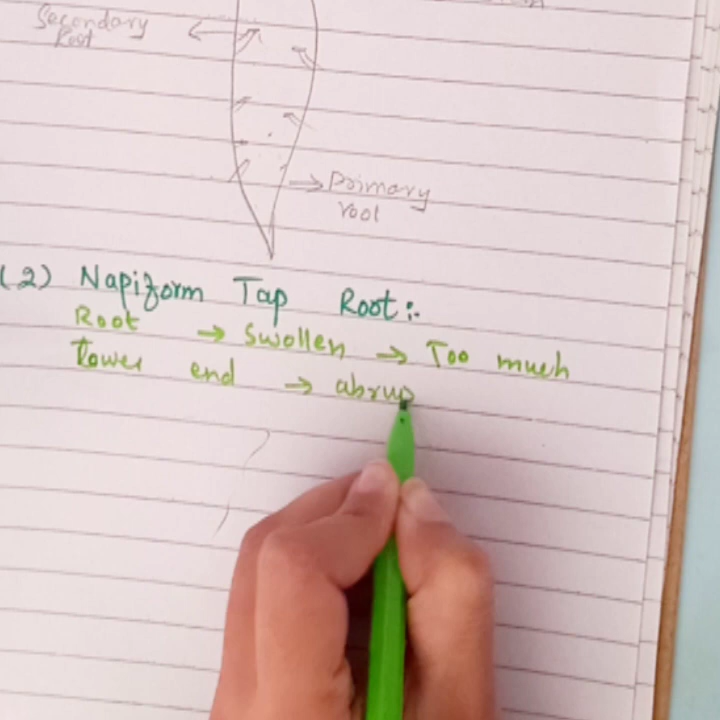 Secondary
Root
→ Primary
root
(2) Napiform Tap Root:-
Root → Swollen → Too much
lower end → abrup